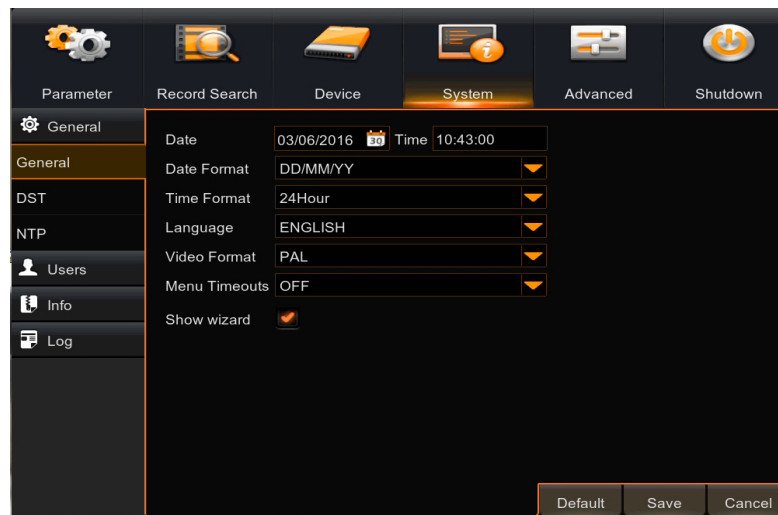 Parameter Record Search Device System Advanced Shutdown
General
General
DST
NTP
Users
Info
Log
Date 03/06/2016 30 Time 10:43:00
Date Format DD/MM/YY
Time Format 24Hour
Language ENGLISH
Video Format PAL
Menu Timeouts OFF
Show wizard
Default Save Cancel